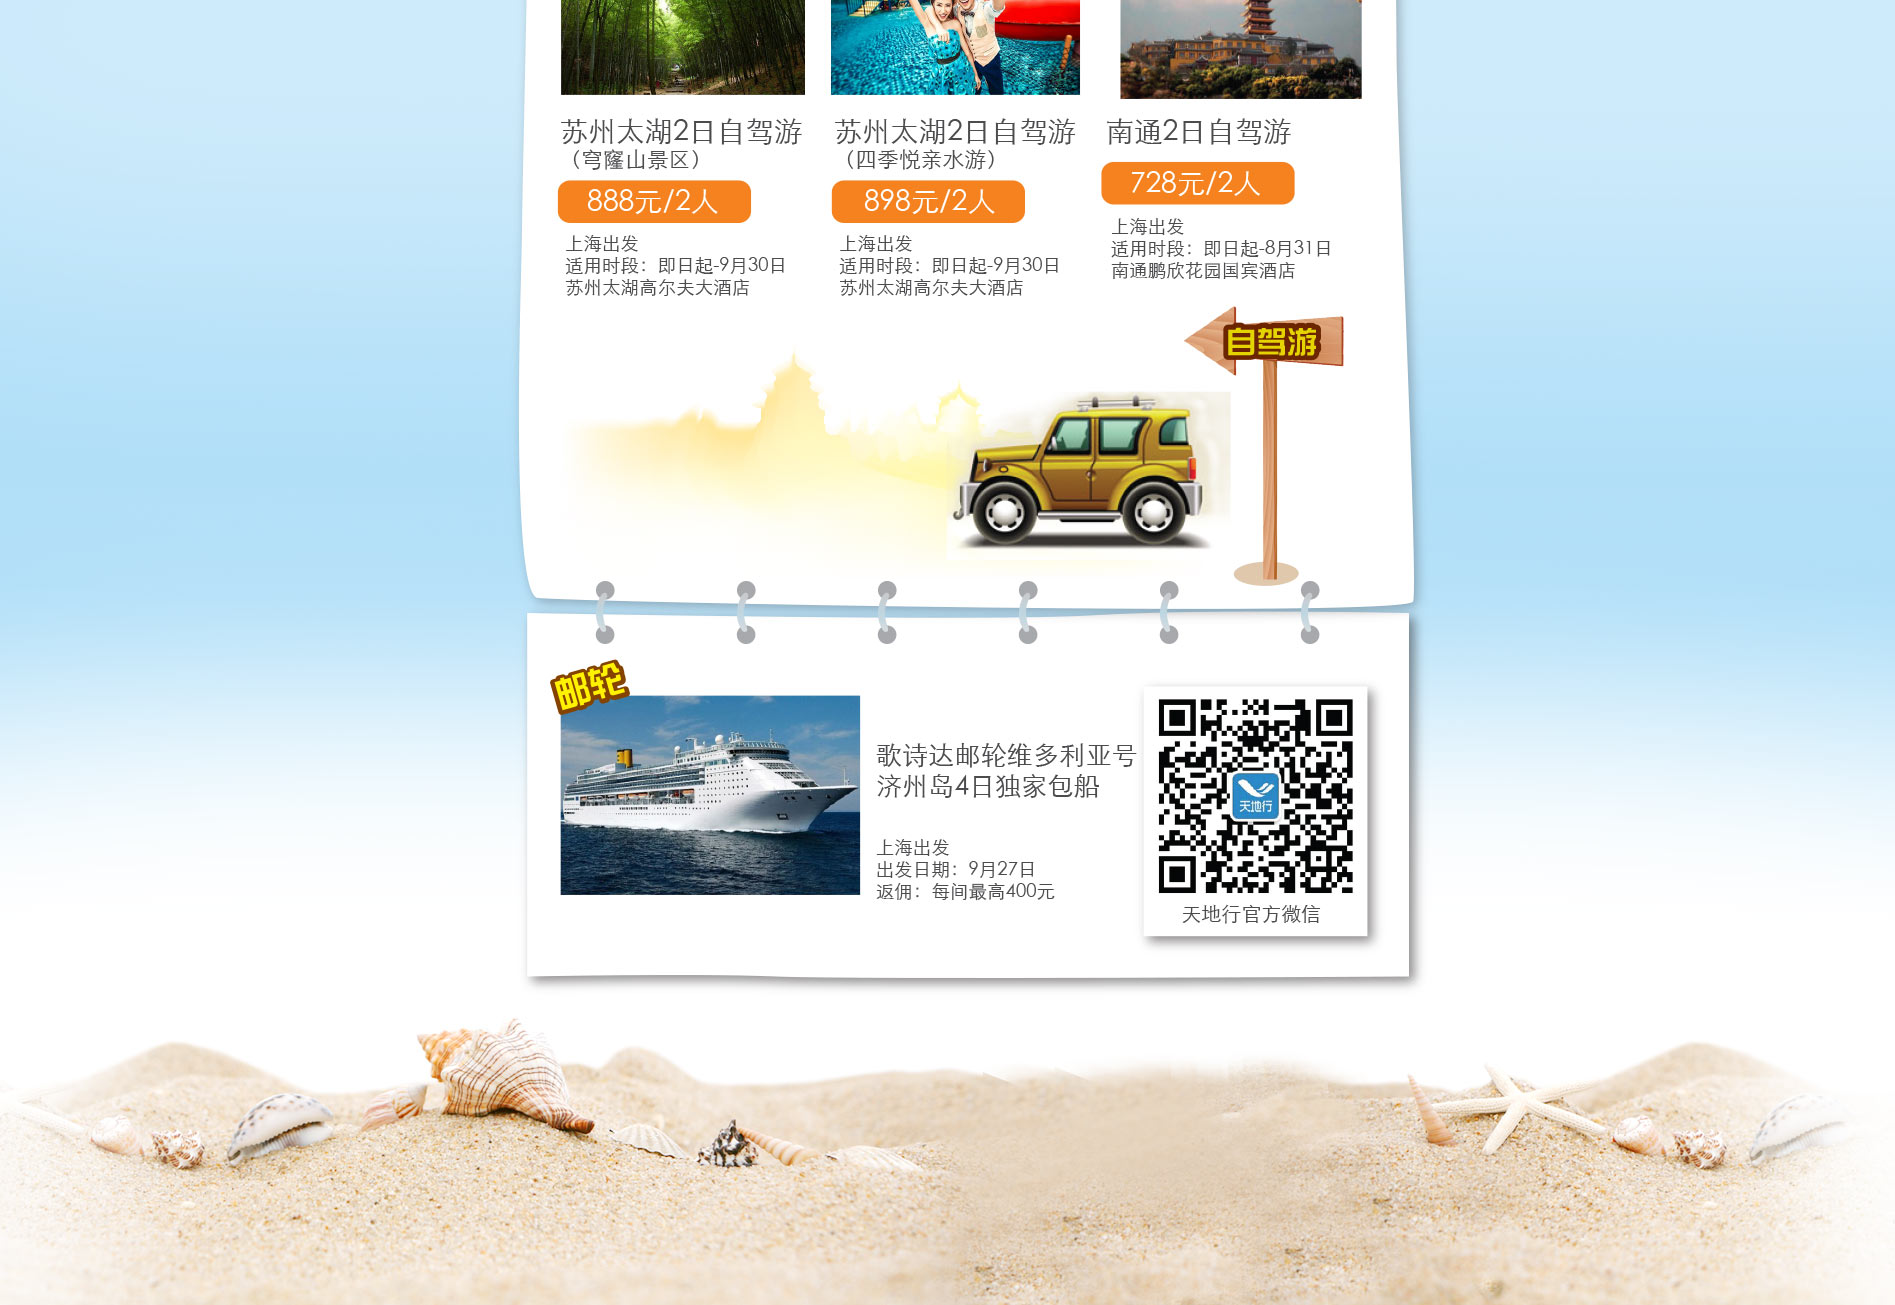 苏州太湖2日自驾游
（穹窿山景区）
888元/2人
上海出发
适用时段：即日起-9月30日
苏州太湖高尔夫大酒店
苏州太湖2日自驾游
（四季悦亲水游）
898元/2人
上海出发
适用时段：即日起-9月30日
苏州太湖高尔夫大酒店
南通2日自驾游
728元/2人
上海出发
适用时段：即日起-8月31日
南通鹏欣花园国宾酒店
自驾游
邮轮
歌诗达邮轮维多利亚号
济州岛4日独家包船
上海出发
出发日期：9月27日
返佣：每间最高400元
天地行
天地行官方微信